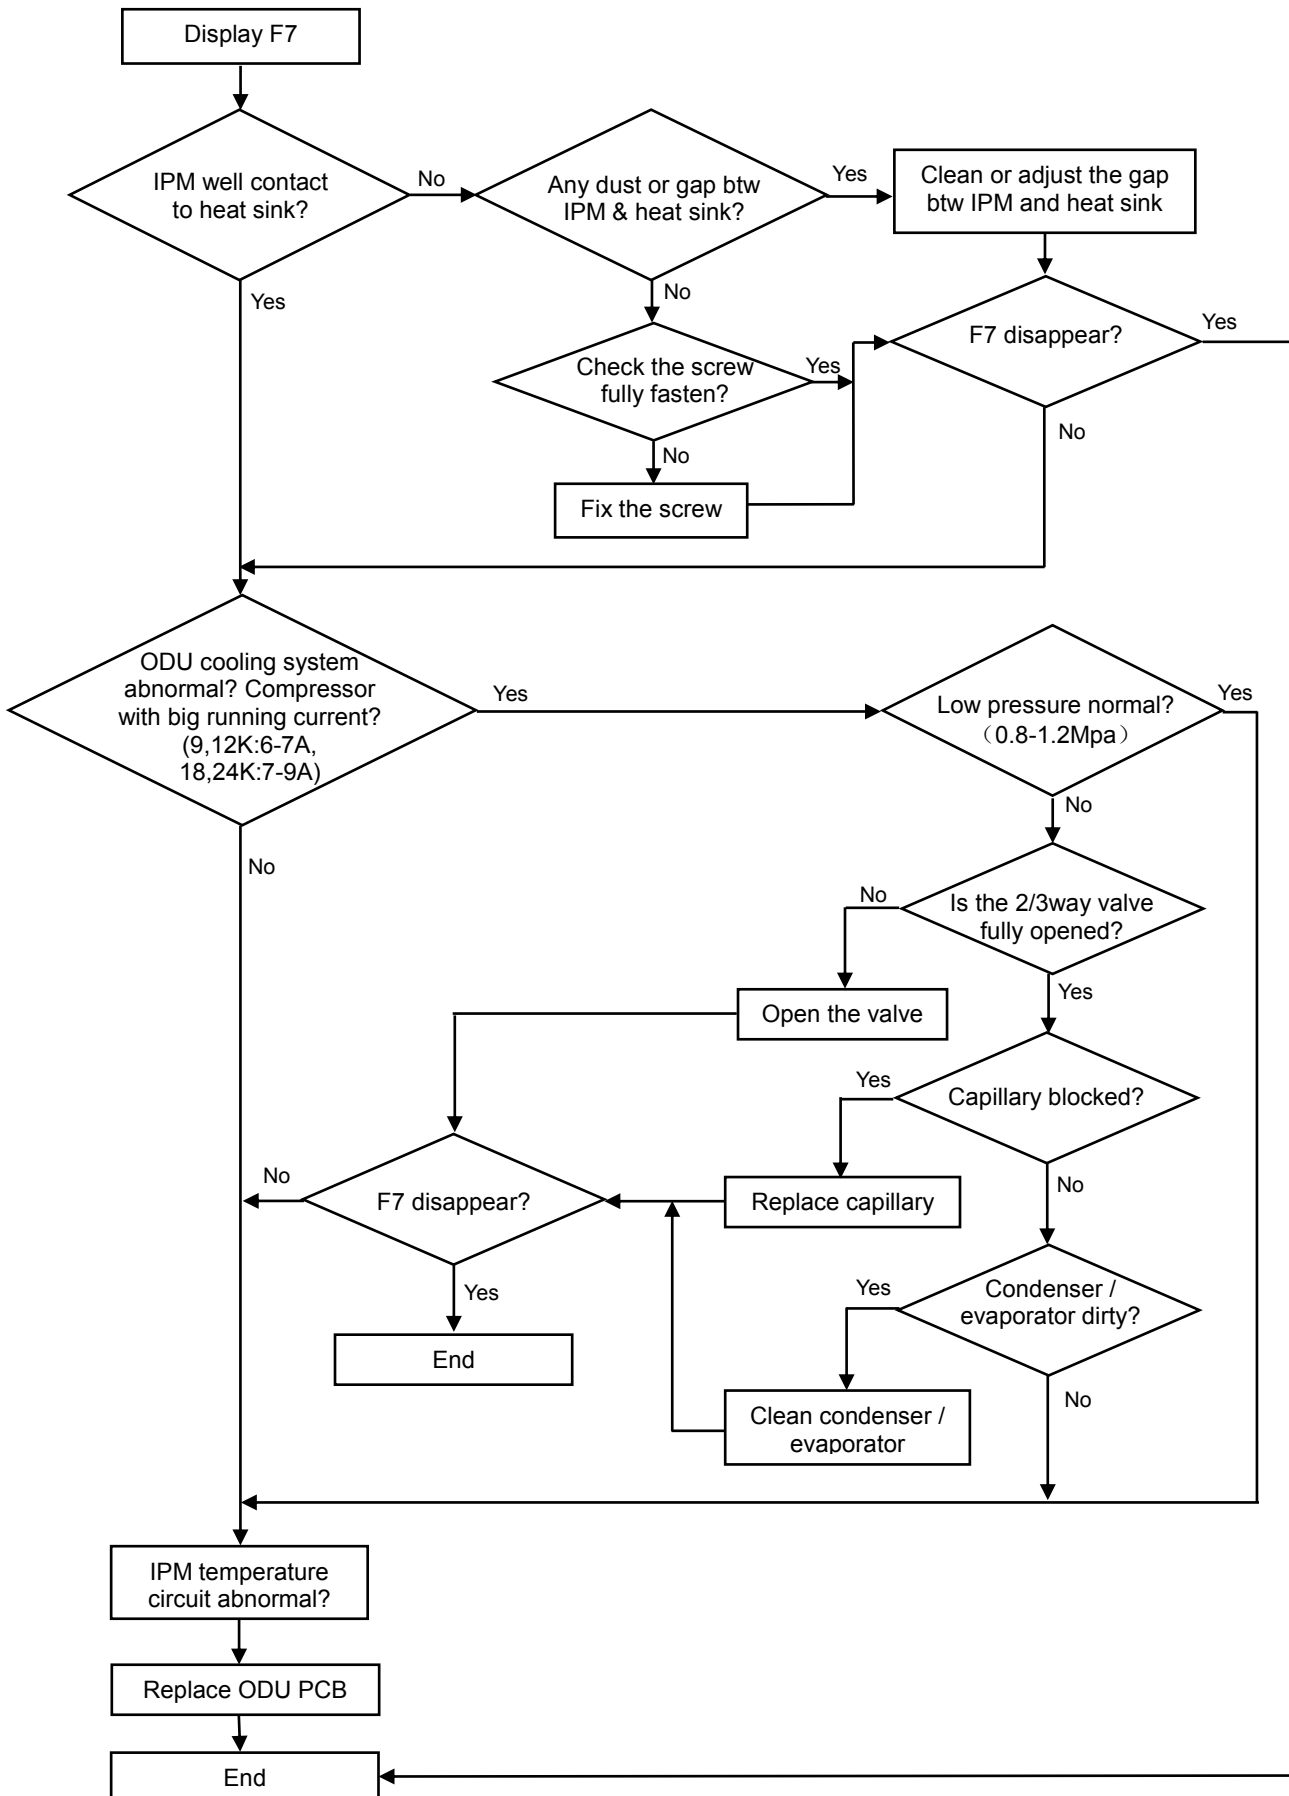 Display F7
IPM well contact
to heat sink?
No
Any dust or gap btw
IPM & heat sink?
Yes
Clean or adjust the gap
btw IPM and heat sink
Yes
No
F7 disappear?
Yes
Check the screw
fully fasten?
Yes
No
No
Fix the screw
ODU cooling system
abnormal? Compressor
with big running current?
(9,12K:6-7A,
18,24K:7-9A)
Yes
Low pressure normal?
（0.8-1.2Mpa）
Yes
No
No
Is the 2/3way valve
fully opened?
No
Yes
Open the valve
Capillary blocked?
Yes
No
Replace capillary
F7 disappear?
No
Yes
End
Condenser /
evaporator dirty?
Yes
No
Clean condenser /
evaporator
IPM temperature
circuit abnormal?
Replace ODU PCB
End